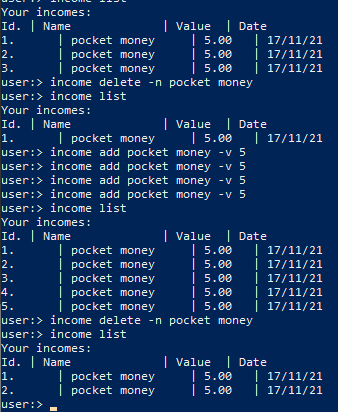 user:> income list
Your incomes:
Id. | Name | Value | Date
1. | pocket money | 5.00 | 17/11/21
2. | pocket money | 5.00 | 17/11/21
3. | pocket money | 5.00 | 17/11/21
user:> income delete -n pocket money
user:> income list
Your incomes:
Id. | Name | Value | Date
1. | pocket money | 5.00 | 17/11/21
user:> income add pocket money -v 5
user:> income add pocket money -v 5
user:> income add pocket money -v 5
user:> income add pocket money -v 5
user:> income list
Your incomes:
Id. | Name | Value | Date
1. | pocket money | 5.00 | 17/11/21
2. | pocket money | 5.00 | 17/11/21
3. | pocket money | 5.00 | 17/11/21
4. | pocket money | 5.00 | 17/11/21
5. | pocket money | 5.00 | 17/11/21
user:> income delete -n pocket money
user:> income list
Your incomes:
Id. | Name | Value | Date
1. | pocket money | 5.00 | 17/11/21
2. | pocket money | 5.00 | 17/11/21
user:>